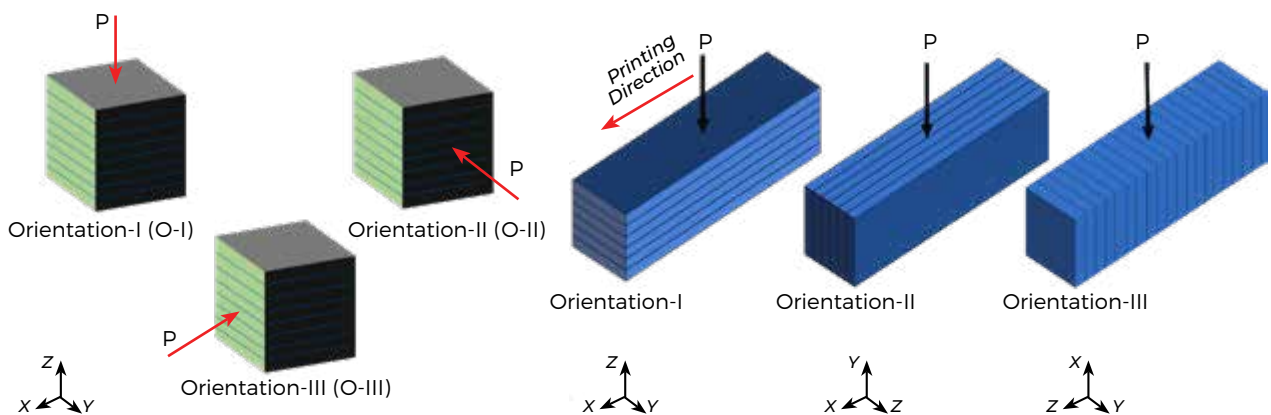 P
Orientation-I (O-I)
P
Orientation-II (O-II)
P
Orientation-III (O-III)
Z
X
Y
Printing
Direction
P
Orientation-I
P
Orientation-II
P
Orientation-III
Z
X
Y
Y
X
Z
X
Z
Y